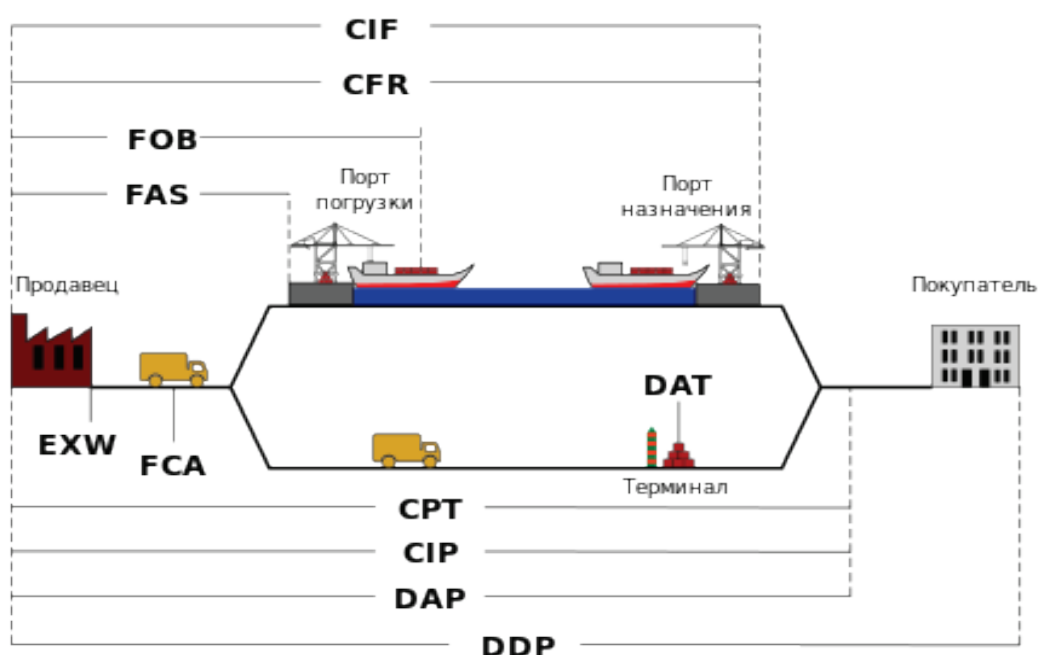 CIF
CFR
FOB
FAS
Порт
погрузки
Порт
назначения
Продавец
Покупатель
DAT
EXW
FCA
Терминал
CPT
CIP
DAP
DDP